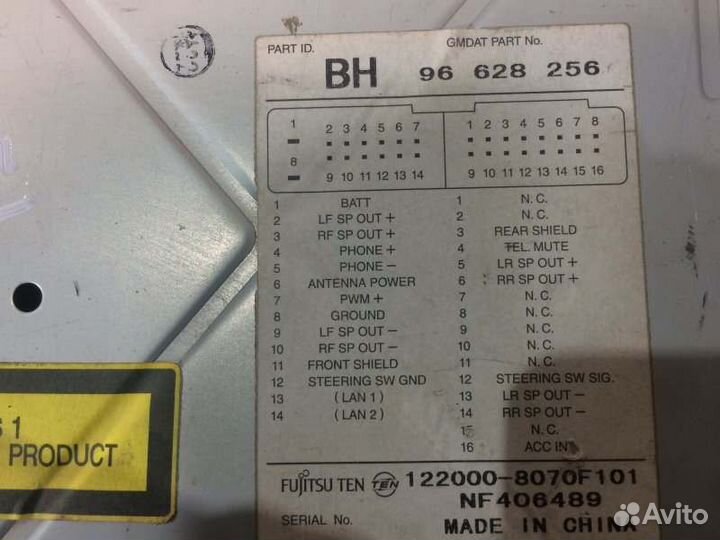 PART ID.
GMDAT PART No.
BH 96 628 256
1 2 3 4 5 6 7
8 9 10 11 12 13 14
1 2 3 4 5 6 7 8
9 10 11 12 13 14 15 16
1 BATT
2 LF SP OUT +
3 RF SP OUT +
4 PHONE +
5 PHONE −
6 ANTENNA POWER
7 PWM +
8 GROUND
9 LF SP OUT −
10 RF SP OUT −
11 FRONT SHIELD
12 STEERING SW GND
13 ( LAN 1 )
14 ( LAN 2 )
1 N. C.
2 N. C.
3 REAR SHIELD
4 TEL. MUTE
5 LR SP OUT +
6 RR SP OUT +
7 N. C.
8 N. C.
9 N. C.
10 N. C.
11 N. C.
12 STEERING SW SIG.
13 LR SP OUT −
14 RR SP OUT −
15 N. C.
16 ACC IN
FUJITSU TEN TEN 122000-8070F101
NF406489
SERIAL No.
MADE IN CHINA
1
PRODUCT
Avito